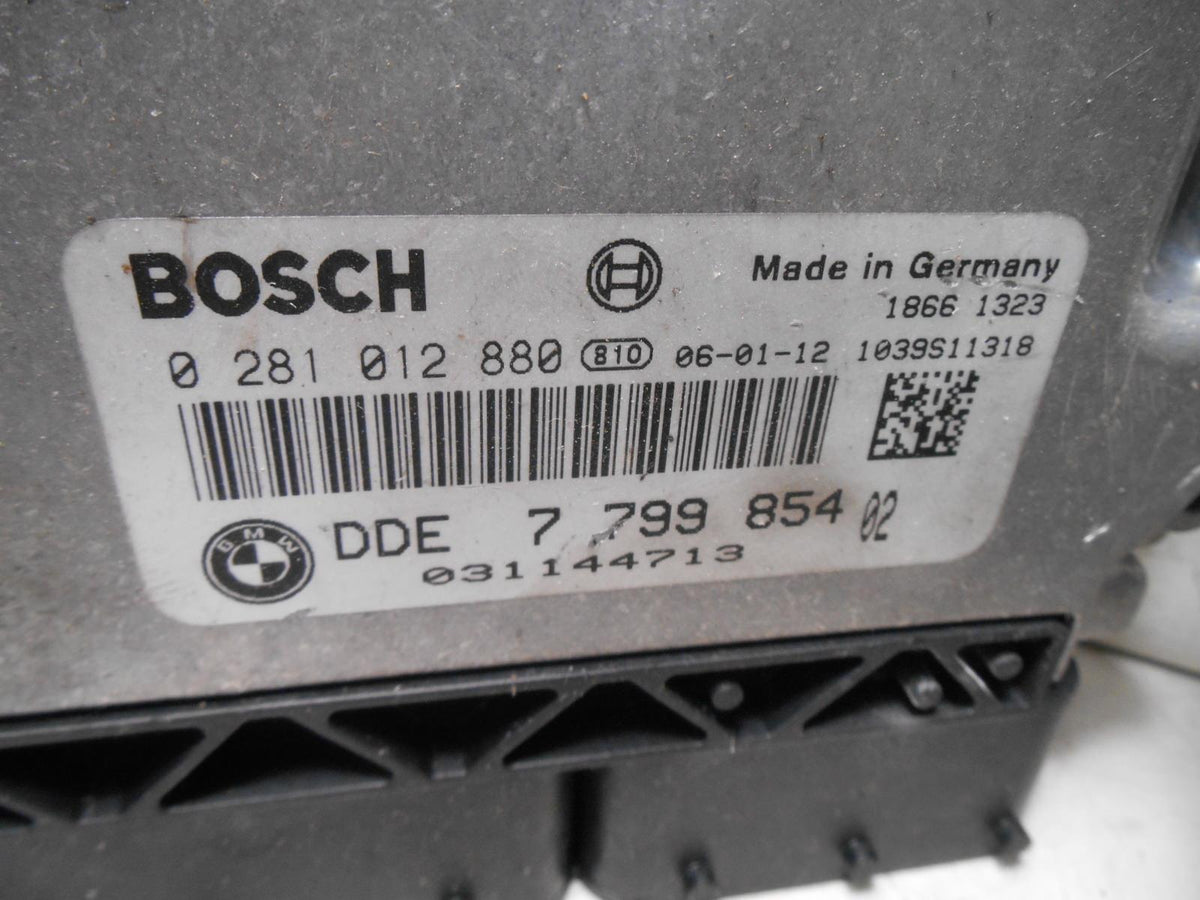 BOSCH
Made in Germany
1866 1323
0 281 012 880 810 06-01-12 1039S11318
BMW DDE 7 799 854 02
031144713